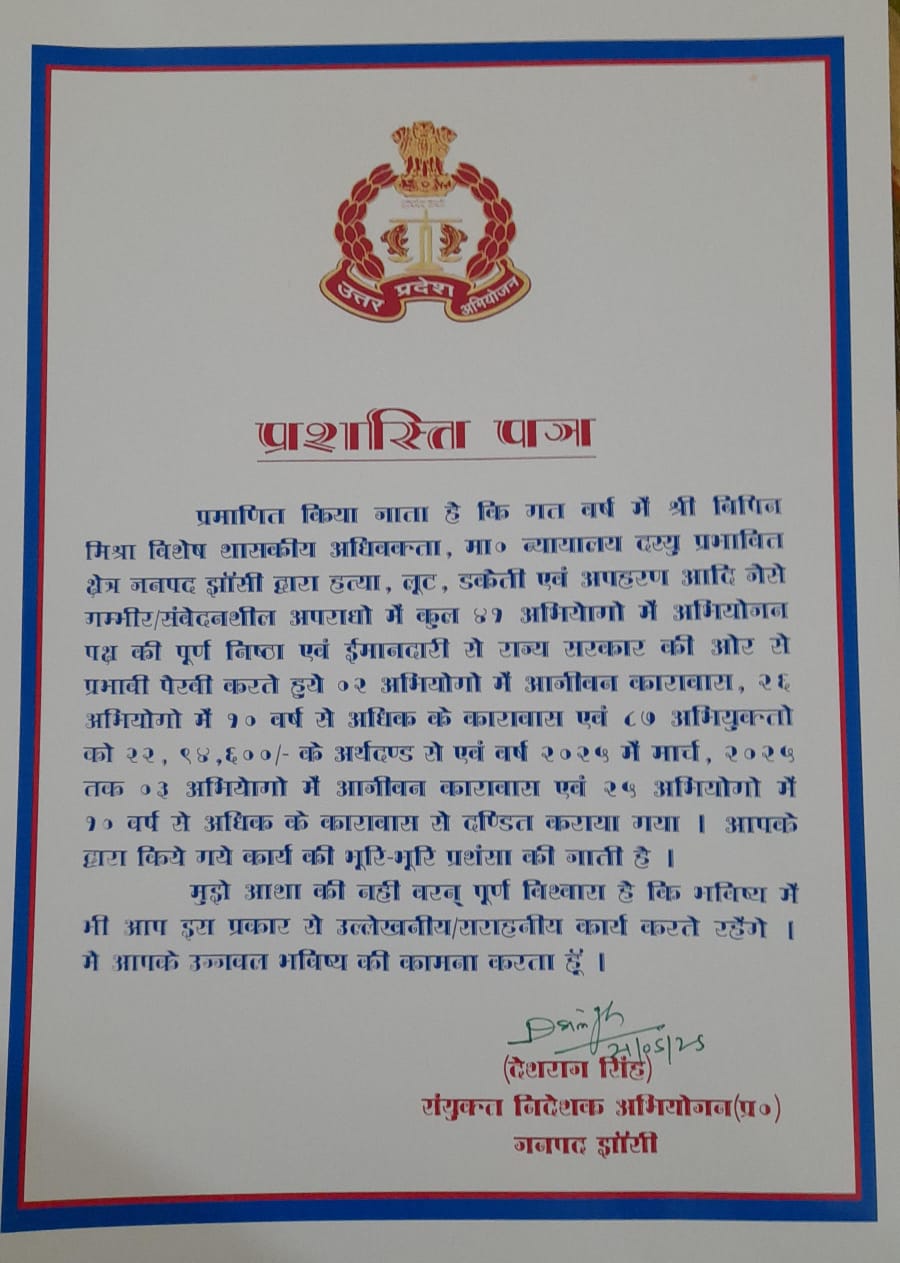 उत्तर प्रदेश अभियोजन
प्रशस्ति पत्र
प्रमाणित किया जाता है कि गत वर्ष में श्री बिपिन
मिश्रा विशेष शासकीय अधिवक्ता, मा० न्यायालय दस्यु प्रभावित
क्षेत्र जनपद झॉसी द्वारा हत्या, लूट, डकैती एवं अपहरण आदि जैसे
गम्भीर/संवेदनशील अपराधो में कुल ४१ अभियोगो में अभियोजन
पक्ष की पूर्ण निष्ठा एवं ईमानदारी से राज्य सरकार की ओर से
प्रभावी पैरवी करते हुये ०२ अभियोगो में आजीवन कारावास, २६
अभियोगो में १० वर्ष से अधिक के कारावास एवं ८७ अभियुक्तो
को २२, ९४,६००/- के अर्थदण्ड से एवं वर्ष २०२५ में मार्च, २०२५
तक ०३ अभियोगो में आजीवन कारावास एवं २५ अभियोगो में
१० वर्ष से अधिक के कारावास से दण्डित कराया गया । आपके
द्वारा किये गये कार्य की भूरि-भूरि प्रशंसा की जाती है ।
मुझे आशा की नही वरन् पूर्ण विश्वास है कि भविष्य में
भी आप इस प्रकार से उल्लेखनीय/सराहनीय कार्य करते रहेंगे ।
मे आपके उज्जवल भविष्य की कामना करता हूॅ ।
Dsingh
21/05/25
(देशराज सिंह)
संयुक्त निदेशक अभियोजन(प्र०)
जनपद झॉसी